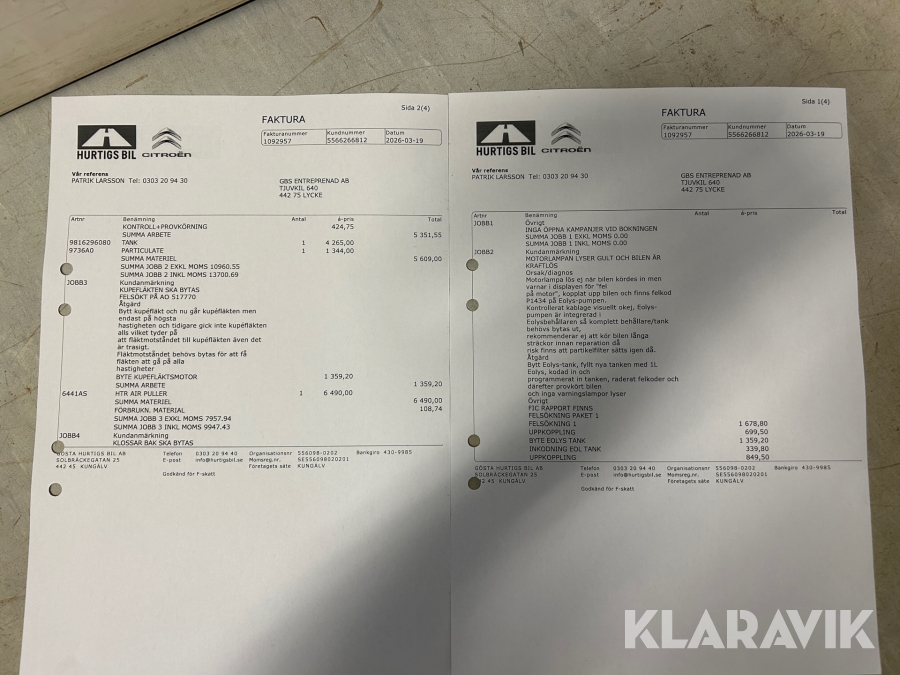 Sida 2(4)
FAKTURA
Fakturanummer Kundnummer Datum
1092957 5566266812 2026-03-19
HURTIGS BIL CITROËN
Vår referens
PATRIK LARSSON Tel: 0303 20 94 30
GBS ENTREPRENAD AB
TJUVKIL 640
442 75 LYCKE
Artnr Benämning Antal á-pris Total
KONTROLL+PROVKÖRNING 424,75
SUMMA ARBETE 5 351,55
9816296080 TANK 1 4 265,00
9736A0 PARTICULATE 1 1 344,00
SUMMA MATERIEL 5 609,00
SUMMA JOBB 2 EXKL MOMS 10960.55
SUMMA JOBB 2 INKL MOMS 13700.69
JOBB3 Kundanmärkning
KUPEFLÄKTEN SKA BYTAS
FELSÖKT PÅ AO 517770
Åtgärd
Bytt kupéfläkt och nu går kupéfläkten men
endast på högsta
hastigheten och tidigare gick inte kupéfläkten
alls vilket tyder på
att fläktmotståndet till kupéfläkten även det
är trasigt.
Fläktmotståndet behövs bytas för att få
fläkten att gå på alla
hastigheter
BYTE KUPEFLÄKTSMOTOR 1 359,20
SUMMA ARBETE 1 359,20
6441AS HTR AIR PULLER 1 6 490,00
SUMMA MATERIEL 6 490,00
FÖRBRUKN. MATERIAL 108,74
SUMMA JOBB 3 EXKL MOMS 7957.94
SUMMA JOBB 3 INKL MOMS 9947.43
JOBB4 Kundanmärkning
KLOSSAR BAK SKA BYTAS
GÖSTA HURTIGS BIL AB Telefon 0303 20 94 40 Organisationsnr 556098-0202 Bankgiro 430-9985
SOLBRÄCKEGATAN 25 E-post info@hurtigsbil.se Momsreg.nr. SE556098020201
442 45 KUNGÄLV Företagets säte KUNGÄLV
Godkänd för F-skatt
Sida 1(4)
FAKTURA
Fakturanummer Kundnummer Datum
1092957 5566266812 2026-03-19
HURTIGS BIL CITROËN
Vår referens
PATRIK LARSSON Tel: 0303 20 94 30
GBS ENTREPRENAD AB
TJUVKIL 640
442 75 LYCKE
Artnr Benämning Antal á-pris Total
JOBB1 Övrigt
INGA ÖPPNA KAMPANJER VID BOKNINGEN
SUMMA JOBB 1 EXKL MOMS 0.00
SUMMA JOBB 1 INKL MOMS 0.00
JOBB2 Kundanmärkning
MOTORLAMPAN LYSER GULT OCH BILEN ÄR
KRAFTLÖS
Orsak/diagnos
Motorlampa lös ej när bilen kördes in men
varnar i displayen för "fel
på motor", kopplat upp bilen och finns felkod
P1434 på Eolys-pumpen.
Kontrollerat kablage visuellt okej, Eolys-
pumpen är integrerad i
Eolysbehållaren så komplett behållare/tank
behövs bytas ut,
rekommenderar ej att kör bilen långa
sträckor innan reparation då
risk finns att partikelfilter sätts igen då.
Åtgärd
Bytt Eolys-tank, fyllt nya tanken med 1L
Eolys, kodad in och
programmerat in tanken, raderat felkoder och
därefter provkört bilen
och inga varningslampor lyser
Övrigt
FIC RAPPORT FINNS
FELSÖKNING PAKET 1
FELSÖKNING 1 1 678,80
UPPKOPPLING 699,50
BYTE EOLYS TANK 1 359,20
INKODNING EOL TANK 339,80
UPPKOPPLING 849,50
GÖSTA HURTIGS BIL AB Telefon 0303 20 94 40 Organisationsnr 556098-0202 Bankgiro 430-9985
SOLBRÄCKEGATAN 25 E-post info@hurtigsbil.se Momsreg.nr. SE556098020201
442 45 KUNGÄLV Företagets säte KUNGÄLV
Godkänd för F-skatt
KLARAVIK